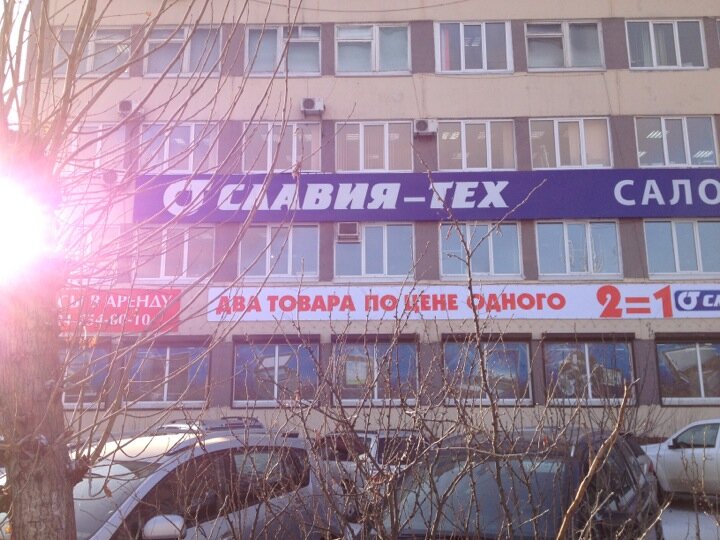 СЛАВИЯ-ТЕХ САЛО
В АРЕНДУ
ДВА ТОВАРА ПО ЦЕНЕ ОДНОГО 2=1